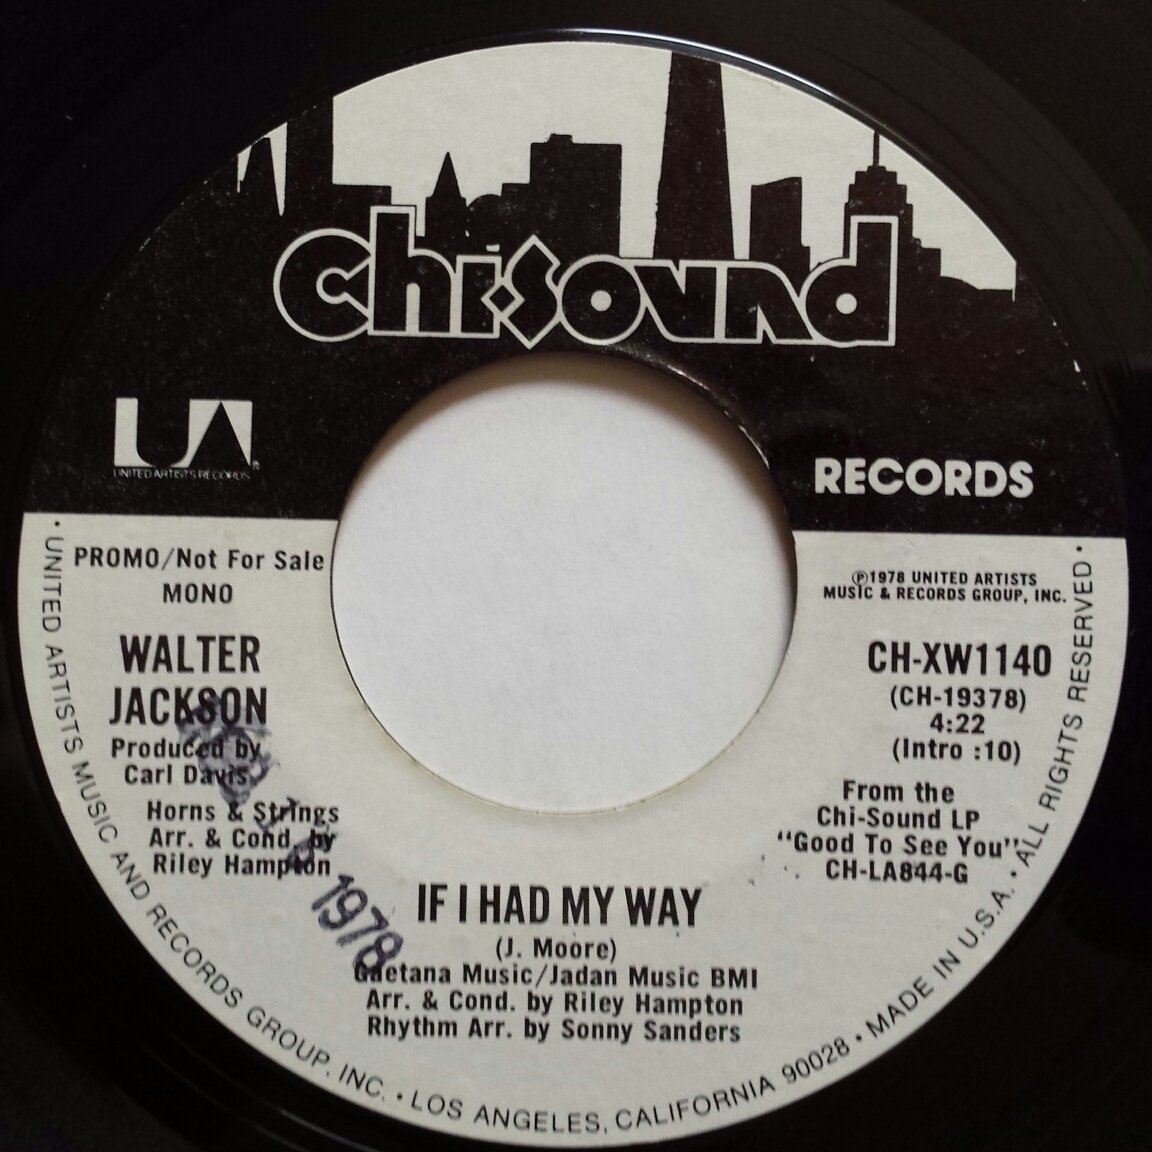 Chi-Sound
UA
UNITED ARTISTS RECORDS®
RECORDS
PROMO/Not For Sale
MONO
WALTER
JACKSON
Produced by
Carl Davis
Horns & Strings
Arr. & Cond. by
Riley Hampton
℗1978 UNITED ARTISTS
MUSIC & RECORDS GROUP, INC.
CH-XW1140
(CH-19378)
4:22
(Intro :10)
From the
Chi-Sound LP
"Good To See You"
CH-LA844-G
1978
IF I HAD MY WAY
(J. Moore)
Gaetana Music/Jadan Music BMI
Arr. & Cond. by Riley Hampton
Rhythm Arr. by Sonny Sanders
• UNITED ARTISTS MUSIC AND RECORDS GROUP, INC. • LOS ANGELES, CALIFORNIA 90028 • MADE IN U.S.A. • ALL RIGHTS RESERVED •